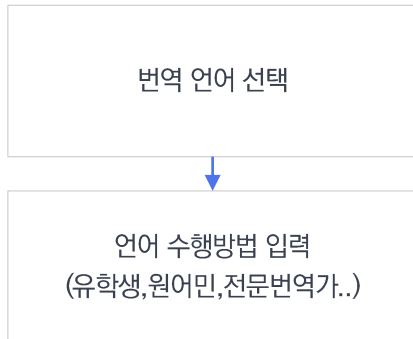 번역 언어 선택
언어 수행방법 입력
(유학생,원어민,전문번역가..)